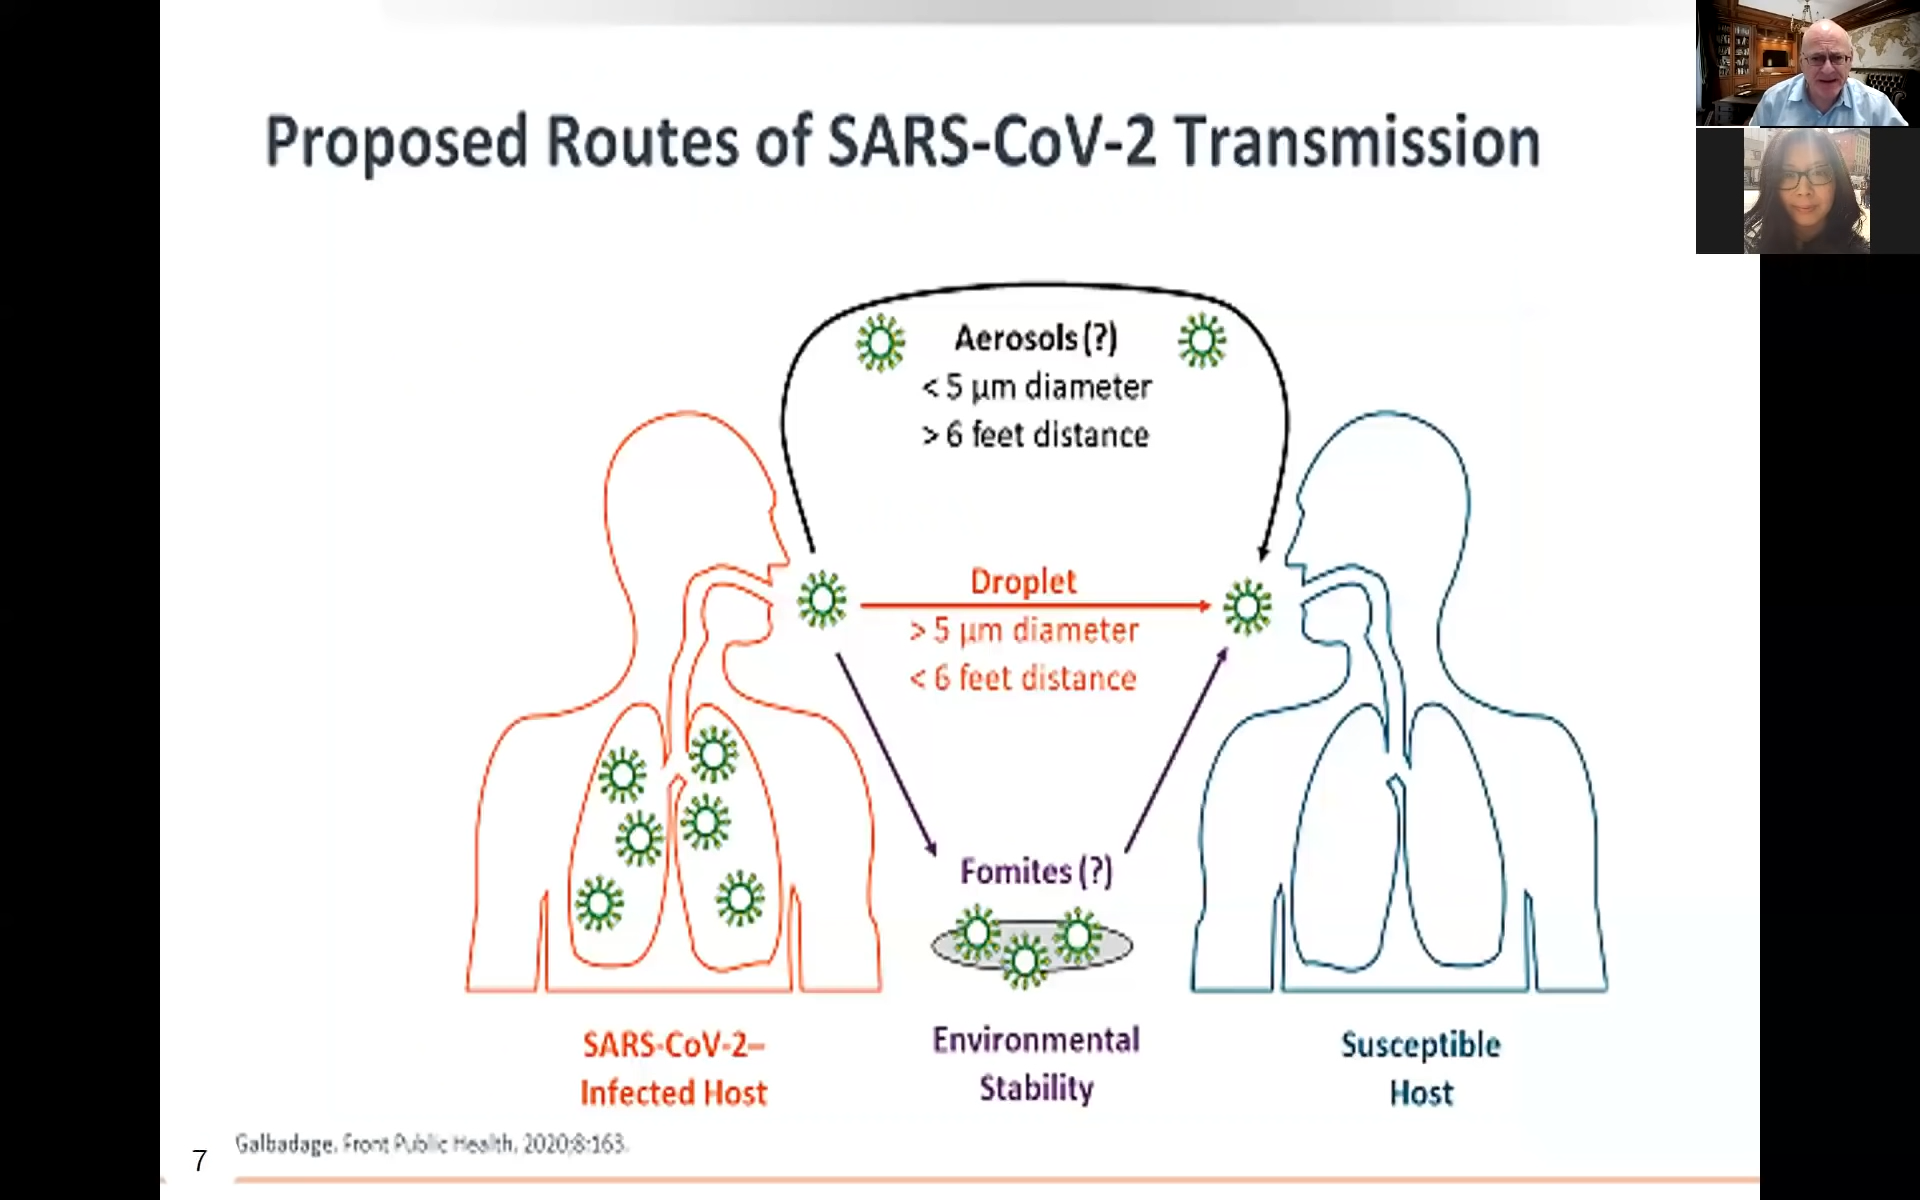 Proposed Routes of SARS-CoV-2 Transmission
Aerosols (?)
< 5 µm diameter
> 6 feet distance
Droplet
> 5 µm diameter
< 6 feet distance
Fomites (?)
SARS-CoV-2–
Infected Host
Environmental
Stability
Susceptible
Host
Galbadage. Front Public Health. 2020;8:163.
7